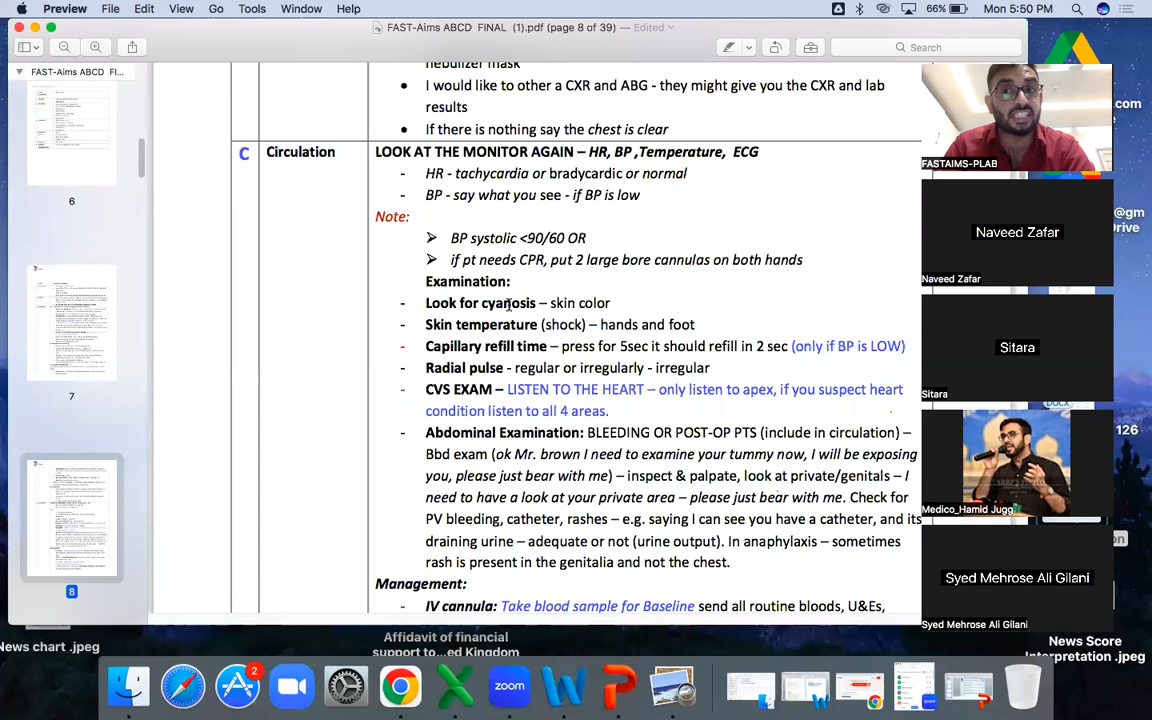 Preview File Edit View Go Tools Window Help
66% Mon 5:50 PM
FAST-Aims ABCD FINAL (1).pdf (page 8 of 39) — Edited
Search
FAST-Aims ABCD FI...
6
7
8
nebulizer mask
● I would like to other a CXR and ABG - they might give you the CXR and lab
results
● If there is nothing say the chest is clear
C Circulation LOOK AT THE MONITOR AGAIN – HR, BP ,Temperature, ECG
- HR - tachycardia or bradycardic or normal
- BP - say what you see - if BP is low
Note:
➢ BP systolic <90/60 OR
➢ if pt needs CPR, put 2 large bore cannulas on both hands
Examination:
- Look for cyanosis – skin color
- Skin temperature (shock) – hands and foot
- Capillary refill time – press for 5sec it should refill in 2 sec (only if BP is LOW)
- Radial pulse - regular or irregularly - irregular
- CVS EXAM – LISTEN TO THE HEART – only listen to apex, if you suspect heart
condition listen to all 4 areas.
- Abdominal Examination: BLEEDING OR POST-OP PTS (include in circulation) –
Bbd exam (ok Mr. brown I need to examine your tummy now, I will be exposing
you, please just bear with me) – inspect & palpate, look at private/genitals – I
need to have a look at your private area – please just bear with me. Check for
PV bleeding, catheter, rashes – e.g. saying I can see you have a catheter, and its
draining urine – adequate or not (urine output). In anaphylaxis – sometimes
rash is present in the genitalia and not the chest.
Management:
- IV cannula: Take blood sample for Baseline send all routine bloods, U&Es,
FASTAIMS-PLAB
Naveed Zafar
Naveed Zafar
Sitara
Sitara
Medico_Hamid Jugg
Syed Mehrose Ali Gilani
Syed Mehrose Ali Gilani
.com
@gm
Drive
DOCX
126
on
News chart .jpeg
Affidavit of financial
support to...ed Kingdom
News Score
Interpretation .jpeg
2
zoom